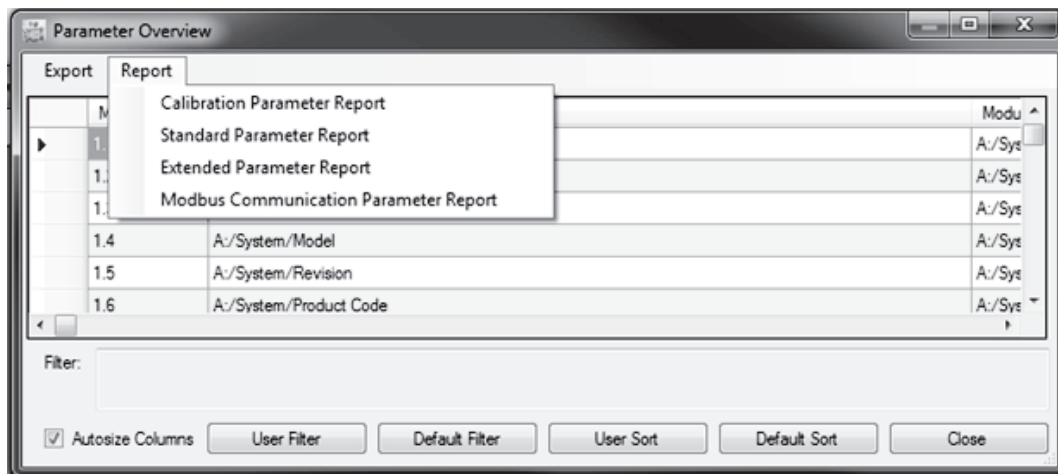 Parameter Overview
Export Report
Calibration Parameter Report
Standard Parameter Report
Extended Parameter Report
Modbus Communication Parameter Report
M Modu
1. A:/Sys
1. A:/Sys
1. A:/Sys
1.4 A:/System/Model A:/Sys
1.5 A:/System/Revision A:/Sys
1.6 A:/System/Product Code A:/Sys
Filter:
Autosize Columns User Filter Default Filter User Sort Default Sort Close